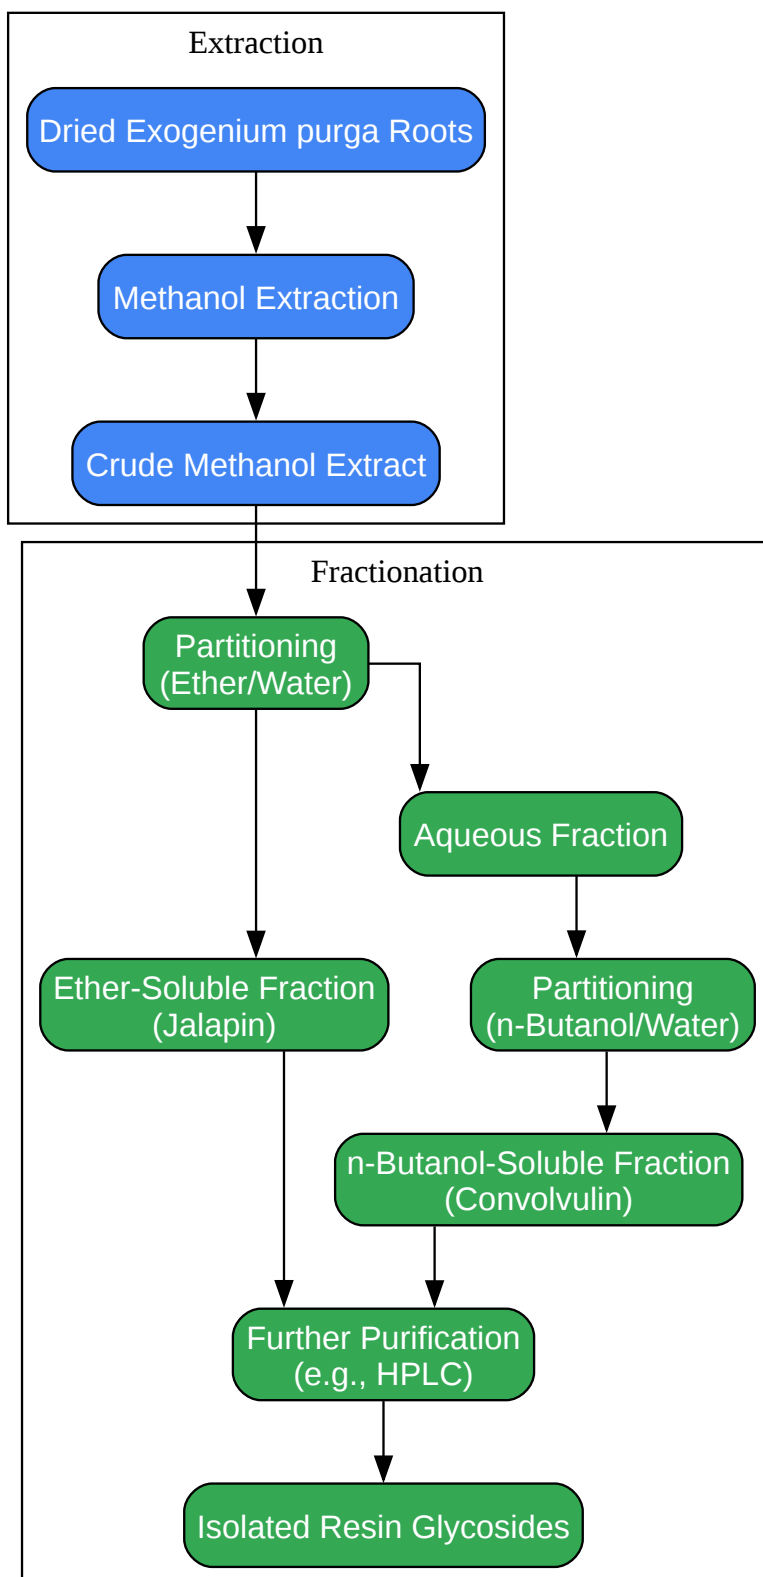 Extraction
Dried Exogenium purga Roots
Methanol Extraction
Crude Methanol Extract
Fractionation
Partitioning
(Ether/Water)
Aqueous Fraction
Ether-Soluble Fraction
(Jalapin)
Partitioning
(n-Butanol/Water)
n-Butanol-Soluble Fraction
(Convolvulin)
Further Purification
(e.g., HPLC)
Isolated Resin Glycosides